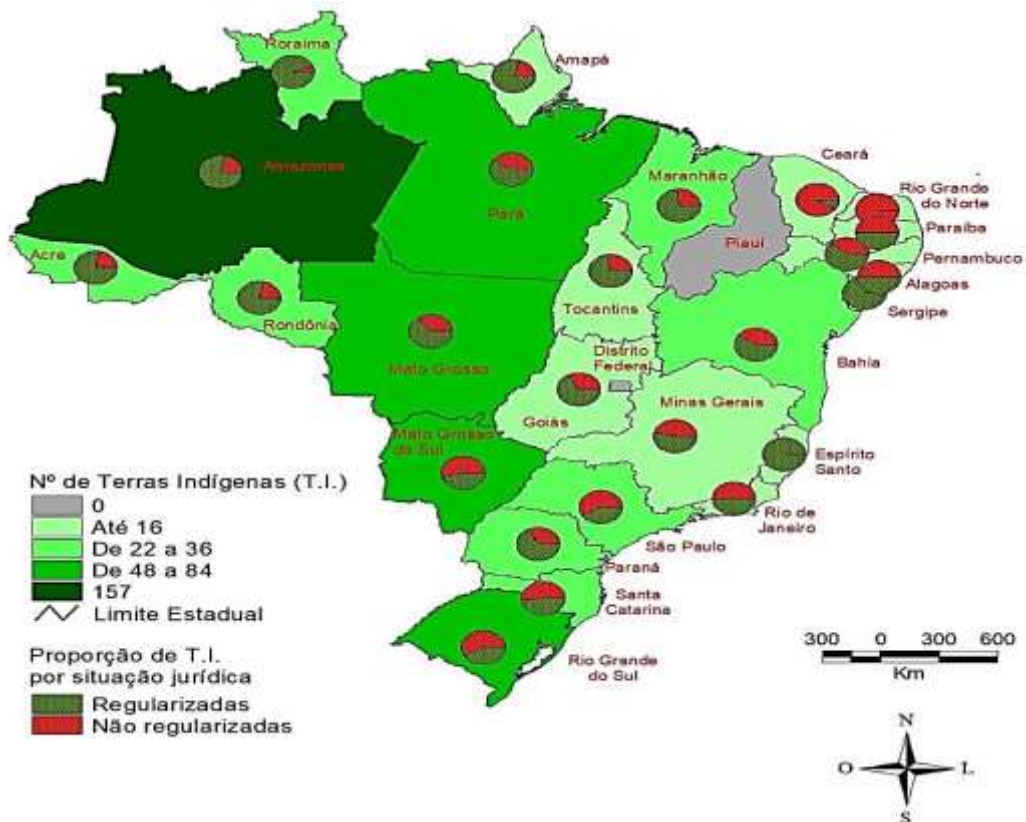 Roraima
Amapá
Amazonas
Pará
Maranhão
Ceará
Rio Grande
do Norte
Paraíba
Pernambuco
Alagoas
Sergipe
Piauí
Acre
Rondônia
Tocantins
Mato Grosso
Distrito
Federal
Bahia
Goiás
Minas Gerais
Mato Grosso
do Sul
Espírito
Santo
Rio de
Janeiro
São Paulo
Paraná
Santa
Catarina
Rio Grande
do Sul
Nº de Terras Indígenas (T.I.)
0
Até 16
De 22 a 36
De 48 a 84
157
Limite Estadual
Proporção de T.I.
por situação jurídica
Regularizadas
Não regularizadas
300 0 300 600
Km
N
O L
S